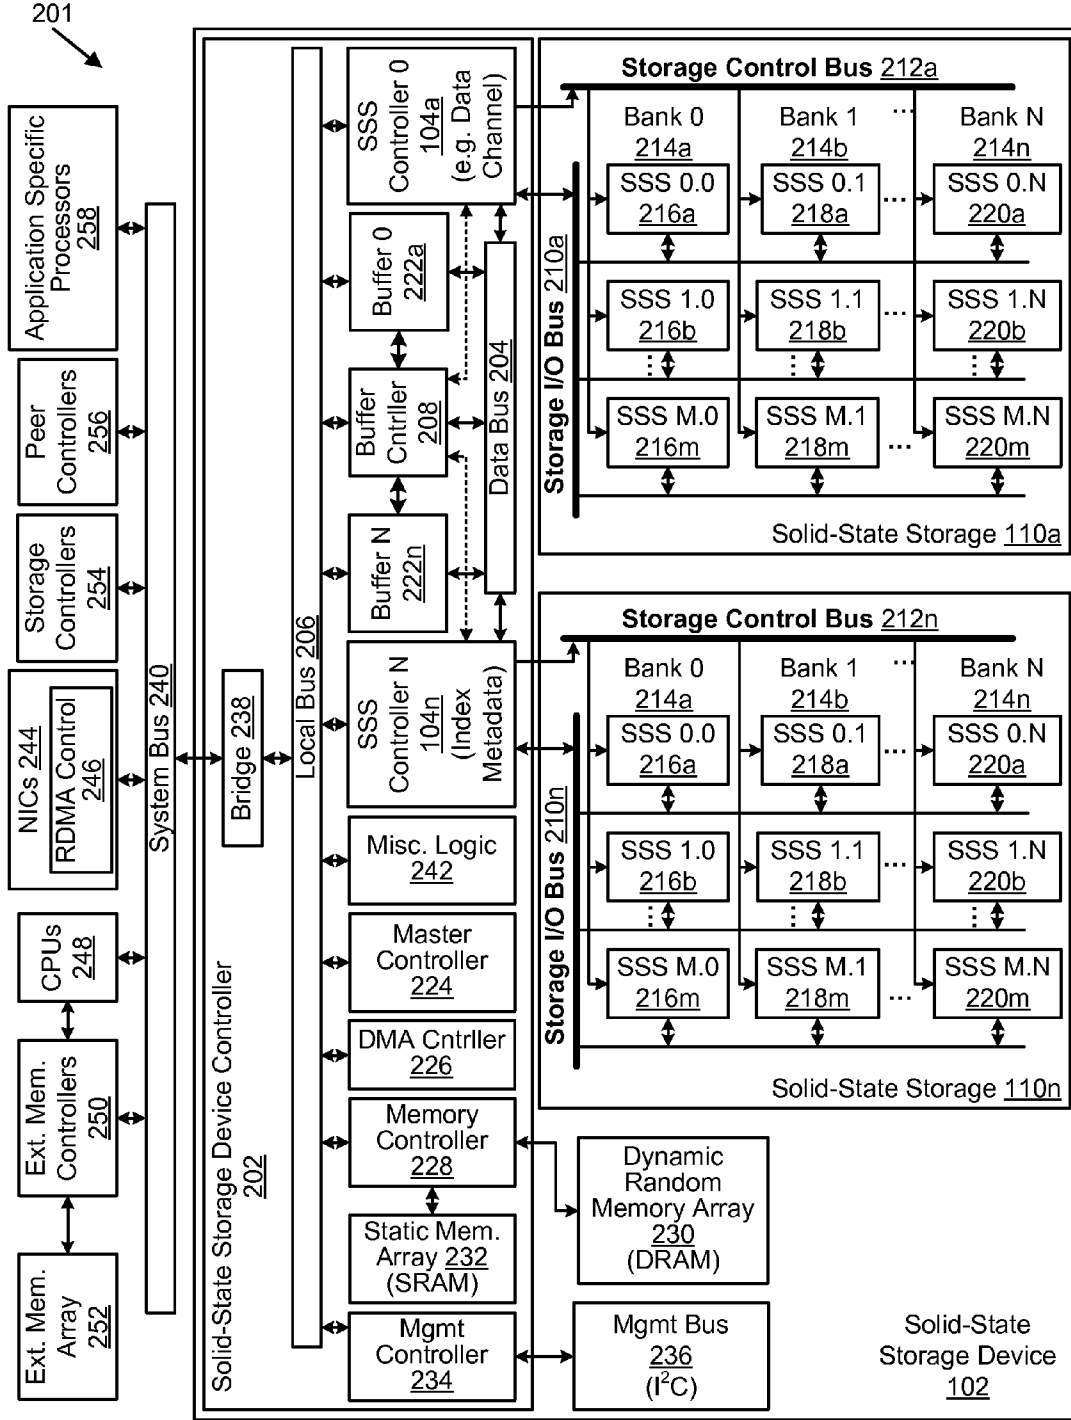 201
Application Specific
Processors
258
Peer
Controllers
256
Storage
Controllers
254
NICs 244
RDMA Control
246
CPUs
248
Ext. Mem.
Controllers
250
Ext. Mem.
Array
252
System Bus 240
Bridge 238
Solid-State Storage Device Controller
202
Local Bus 206
SSS
Controller 0
104a
(e.g. Data
Channel)
Buffer 0
222a
Buffer
Cntrller
208
Buffer N
222n
Data Bus 204
SSS
Controller N
104n
(Index
Metadata)
Misc. Logic
242
Master
Controller
224
DMA Cntrller
226
Memory
Controller
228
Static Mem.
Array 232
(SRAM)
Mgmt
Controller
234
Storage Control Bus 212a
Storage I/O Bus 210a
Bank 0
214a
Bank 1
214b
...
Bank N
214n
SSS 0.0
216a
SSS 0.1
218a
...
SSS 0.N
220a
SSS 1.0
216b
SSS 1.1
218b
...
SSS 1.N
220b
SSS M.0
216m
SSS M.1
218m
...
SSS M.N
220m
Solid-State Storage 110a
Storage Control Bus 212n
Storage I/O Bus 210n
Bank 0
214a
Bank 1
214b
...
Bank N
214n
SSS 0.0
216a
SSS 0.1
218a
...
SSS 0.N
220a
SSS 1.0
216b
SSS 1.1
218b
...
SSS 1.N
220b
SSS M.0
216m
SSS M.1
218m
...
SSS M.N
220m
Solid-State Storage 110n
Dynamic
Random
Memory Array
230
(DRAM)
Mgmt Bus
236
(I²C)
Solid-State
Storage Device
102